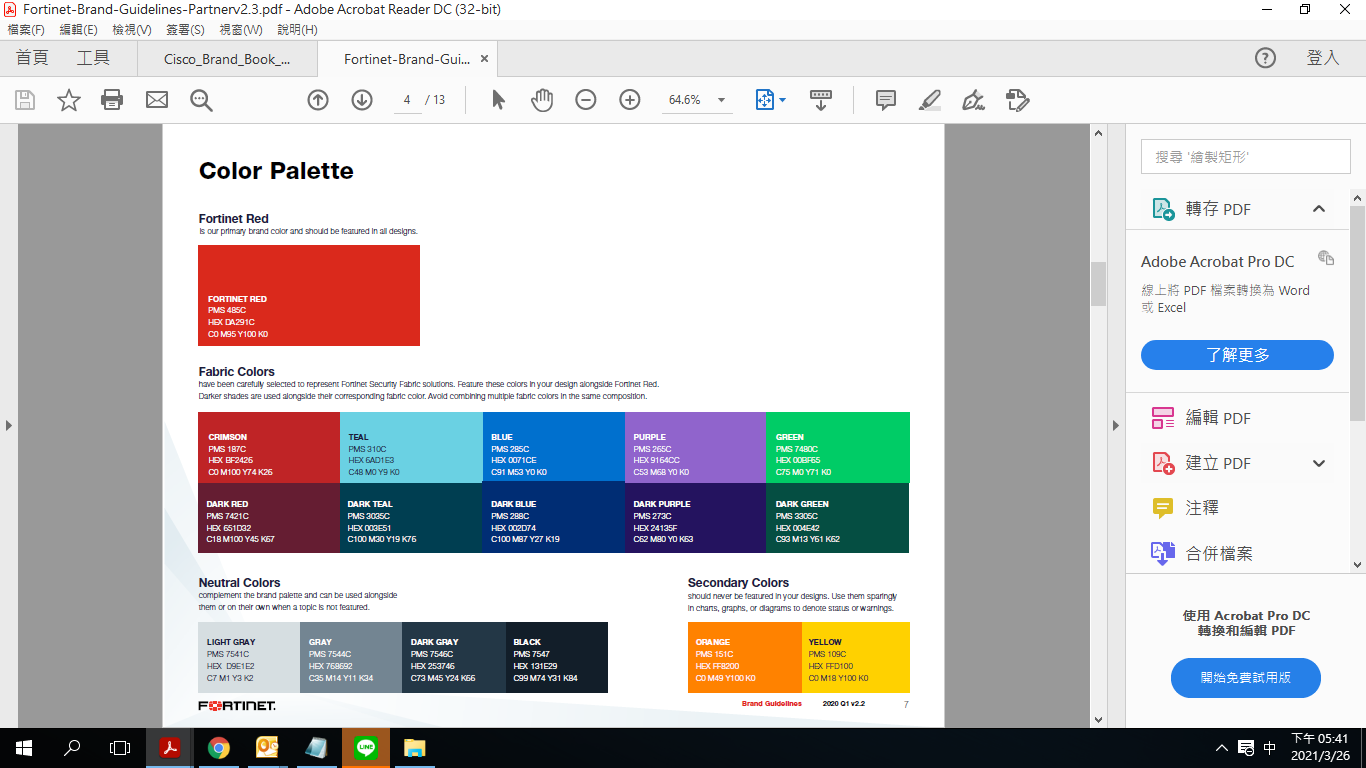 Fortinet-Brand-Guidelines-Partnerv2.3.pdf - Adobe Acrobat Reader DC (32-bit)
檔案(F) 編輯(E) 檢視(V) 簽署(S) 視窗(W) 說明(H)
首頁 工具 Cisco_Brand_Book_... Fortinet-Brand-Gui... 登入
4 / 13 64.6%
Color Palette
Fortinet Red
Is our primary brand color and should be featured in all designs.
FORTINET RED
PMS 485C
HEX DA291C
C0 M95 Y100 K0
Fabric Colors
have been carefully selected to represent Fortinet Security Fabric solutions. Feature these colors in your design alongside Fortinet Red.
Darker shades are used alongside their corresponding fabric color. Avoid combining multiple fabric colors in the same composition.
CRIMSON
PMS 187C
HEX BF2426
C0 M100 Y74 K26
TEAL
PMS 310C
HEX 6AD1E3
C48 M0 Y9 K0
BLUE
PMS 285C
HEX 0071CE
C91 M53 Y0 K0
PURPLE
PMS 265C
HEX 9164CC
C53 M68 Y0 K0
GREEN
PMS 7480C
HEX 00BF65
C75 M0 Y71 K0
DARK RED
PMS 7421C
HEX 651D32
C18 M100 Y45 K67
DARK TEAL
PMS 3035C
HEX 003E51
C100 M30 Y19 K76
DARK BLUE
PMS 288C
HEX 002D74
C100 M87 Y27 K19
DARK PURPLE
PMS 273C
HEX 24135F
C62 M80 Y0 K63
DARK GREEN
PMS 3305C
HEX 004E42
C93 M13 Y61 K62
Neutral Colors
complement the brand palette and can be used alongside
them or on their own when a topic is not featured.
LIGHT GRAY
PMS 7541C
HEX D9E1E2
C7 M1 Y3 K2
GRAY
PMS 7544C
HEX 768692
C35 M14 Y11 K34
DARK GRAY
PMS 7546C
HEX 253746
C73 M45 Y24 K66
BLACK
PMS 7547
HEX 131E29
C99 M74 Y31 K84
Secondary Colors
should never be featured in your designs. Use them sparingly
in charts, graphs, or diagrams to denote status or warnings.
ORANGE
PMS 151C
HEX FF8200
C0 M49 Y100 K0
YELLOW
PMS 109C
HEX FFD100
C0 M18 Y100 K0
FORTINET
Brand Guidelines 2020 Q1 v2.2 7
搜尋 '繪製矩形'
轉存 PDF
Adobe Acrobat Pro DC
線上將 PDF 檔案轉換為 Word
或 Excel
了解更多
編輯 PDF
建立 PDF
注釋
合併檔案
使用 Acrobat Pro DC
轉換和編輯 PDF
開始免費試用版
LINE
中
下午 05:41
2021/3/26